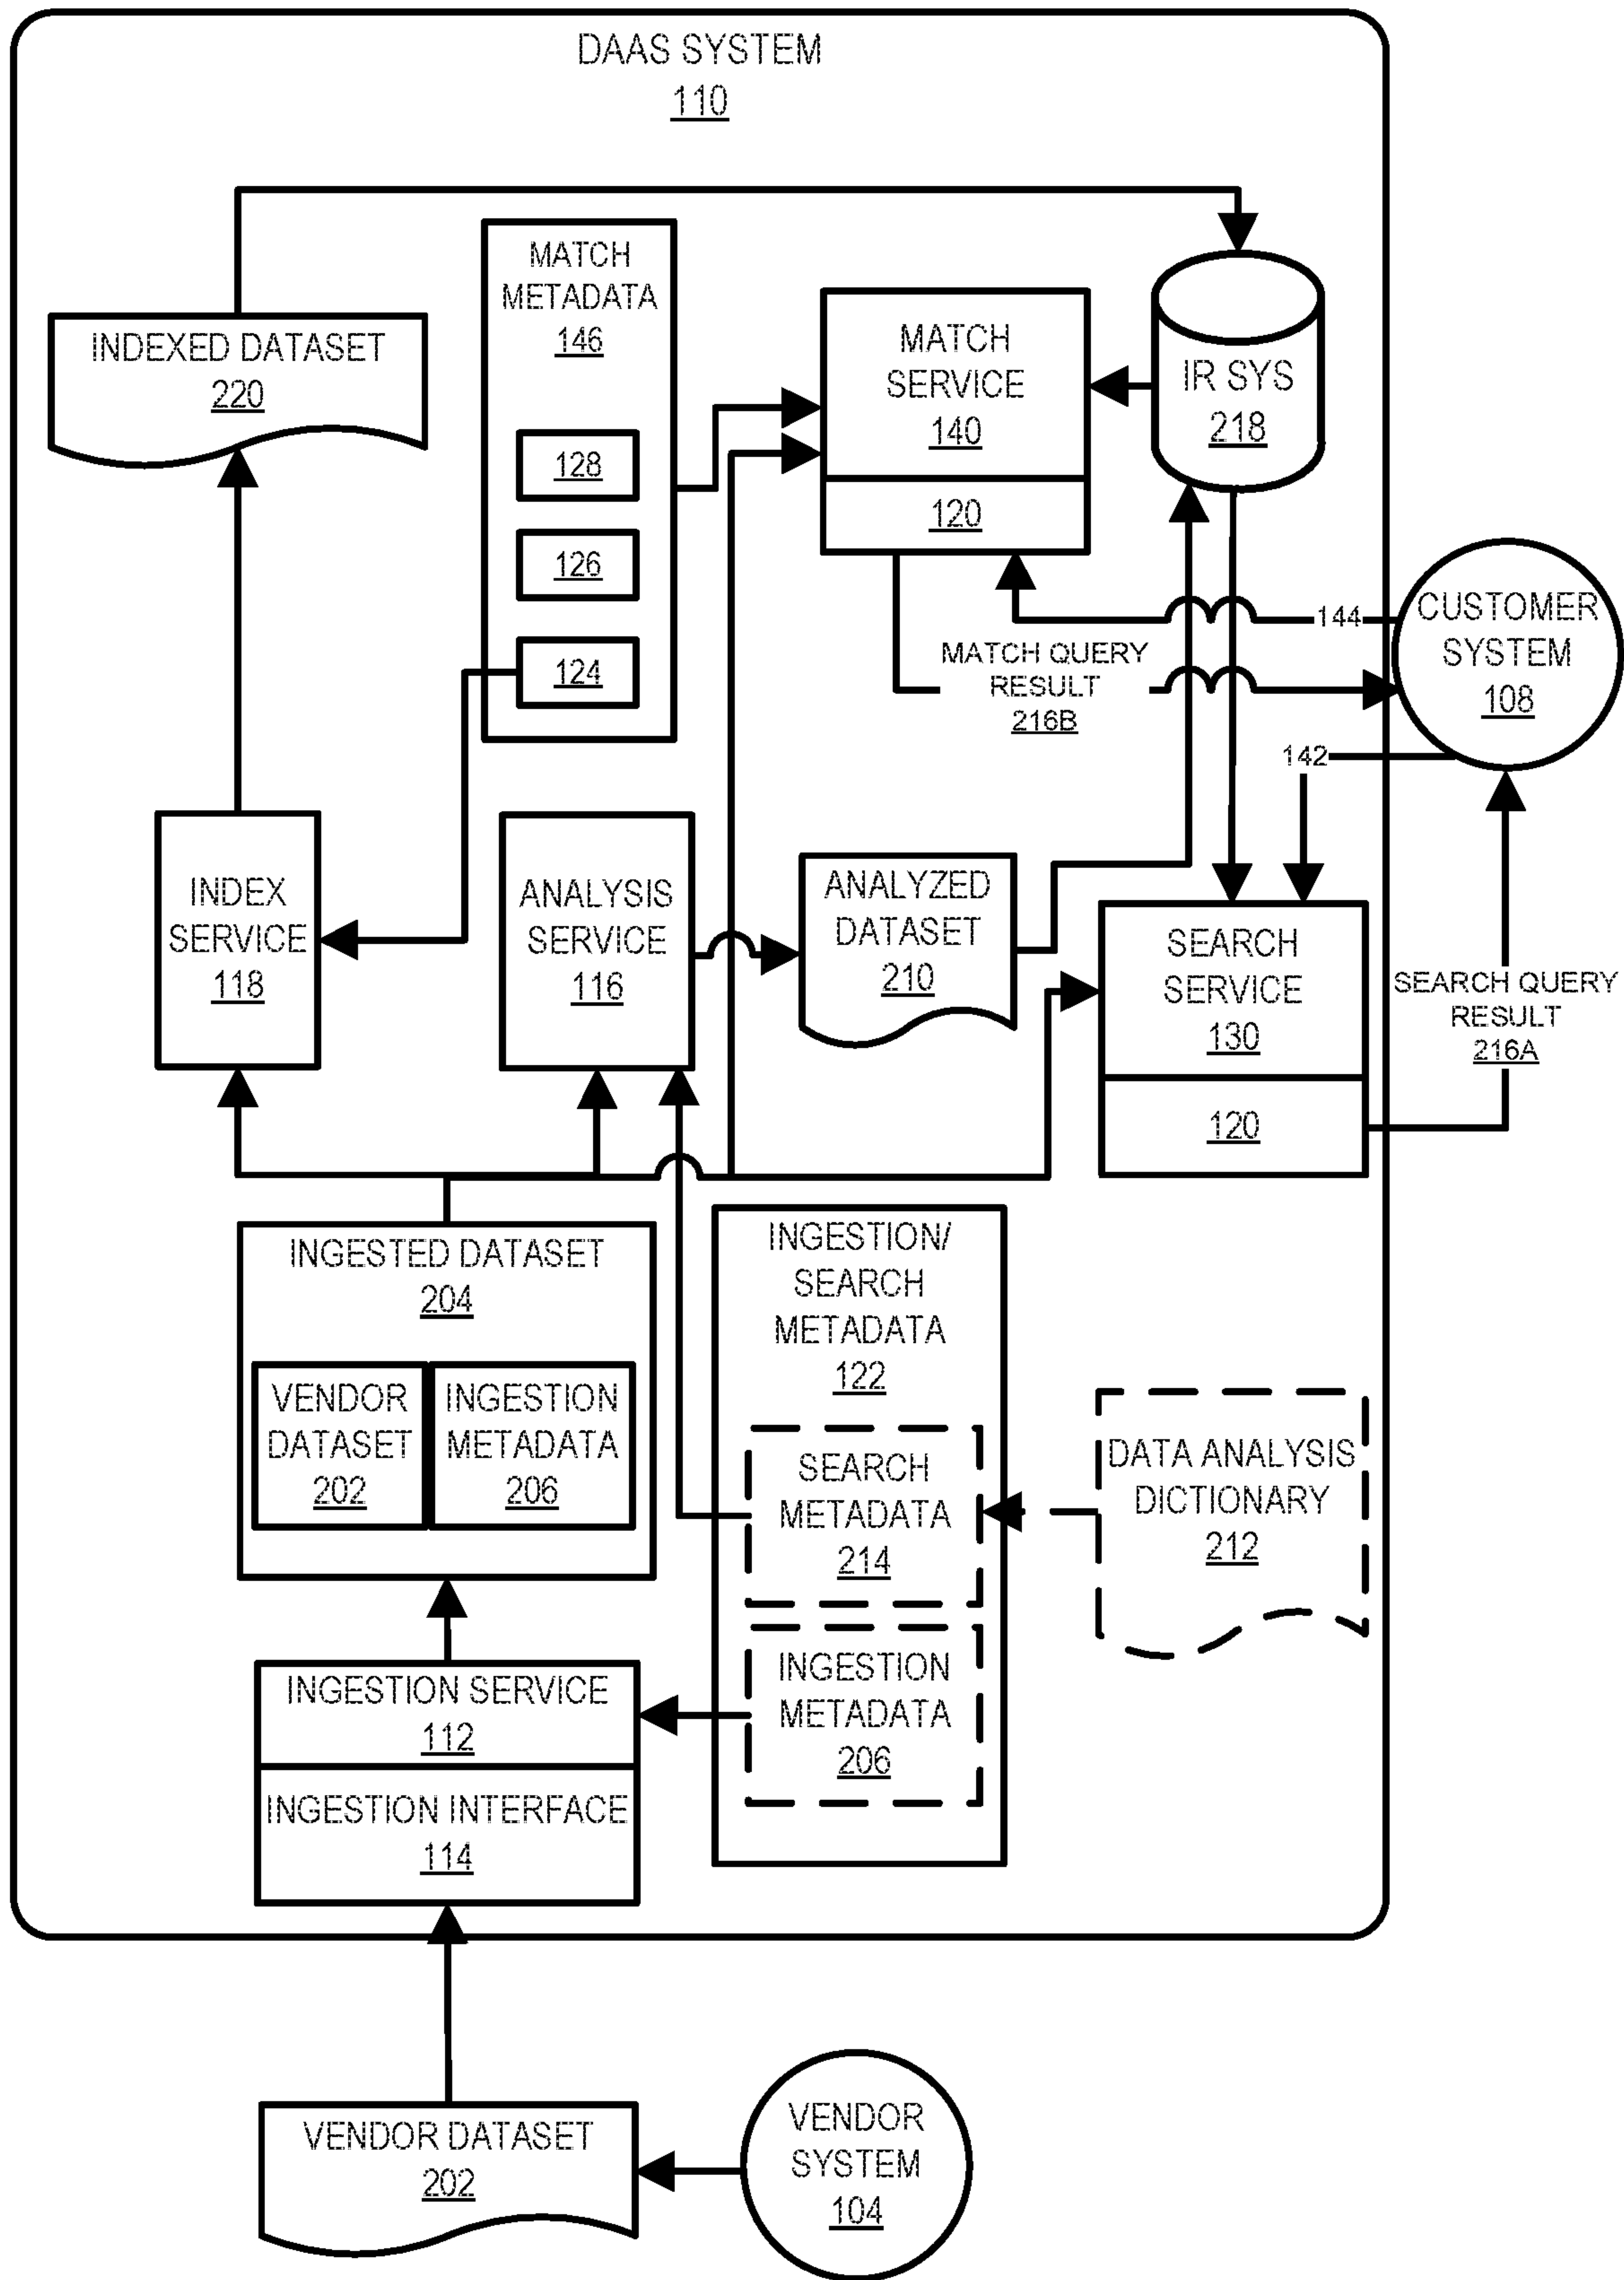 DAAS SYSTEM
110
MATCH
METADATA
146
128
126
124
INDEXED DATASET
220
MATCH
SERVICE
140
120
IR SYS
218
144
CUSTOMER
SYSTEM
108
MATCH QUERY
RESULT
216B
142
INDEX
SERVICE
118
ANALYSIS
SERVICE
116
ANALYZED
DATASET
210
SEARCH
SERVICE
130
120
SEARCH QUERY
RESULT
216A
INGESTED DATASET
204
VENDOR
DATASET
202
INGESTION
METADATA
206
INGESTION/
SEARCH
METADATA
122
SEARCH
METADATA
214
INGESTION
METADATA
206
DATA ANALYSIS
DICTIONARY
212
INGESTION SERVICE
112
INGESTION INTERFACE
114
VENDOR DATASET
202
VENDOR
SYSTEM
104